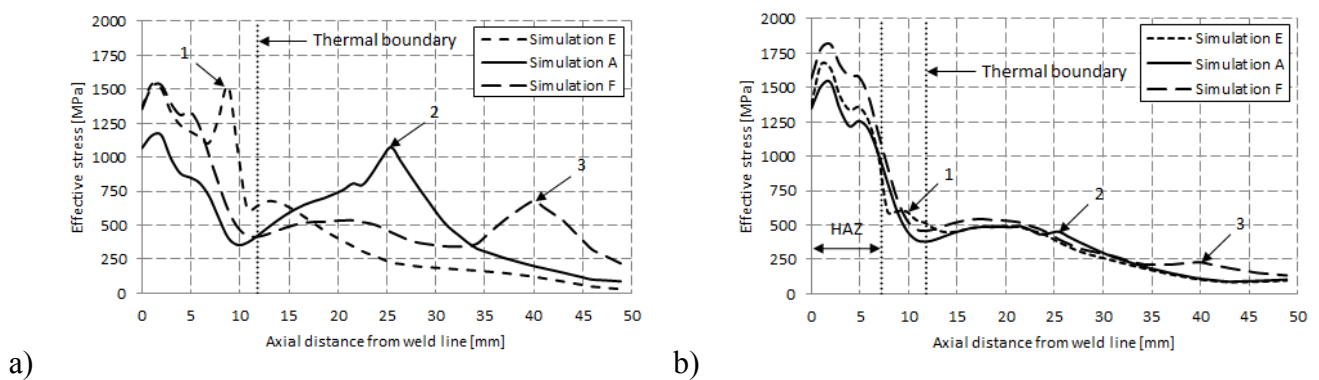 2000
1750
1500
1250
1000
750
500
250
0
Effective stress [MPa]
1
Thermal boundary
2
3
Simulation E
Simulation A
Simulation F
0 5 10 15 20 25 30 35 40 45 50
Axial distance from weld line [mm]
a)
2000
1750
1500
1250
1000
750
500
250
0
Effective stress [MPa]
Thermal boundary
Simulation E
Simulation A
Simulation F
1
2
3
HAZ
0 5 10 15 20 25 30 35 40 45 50
Axial distance from weld line [mm]
b)